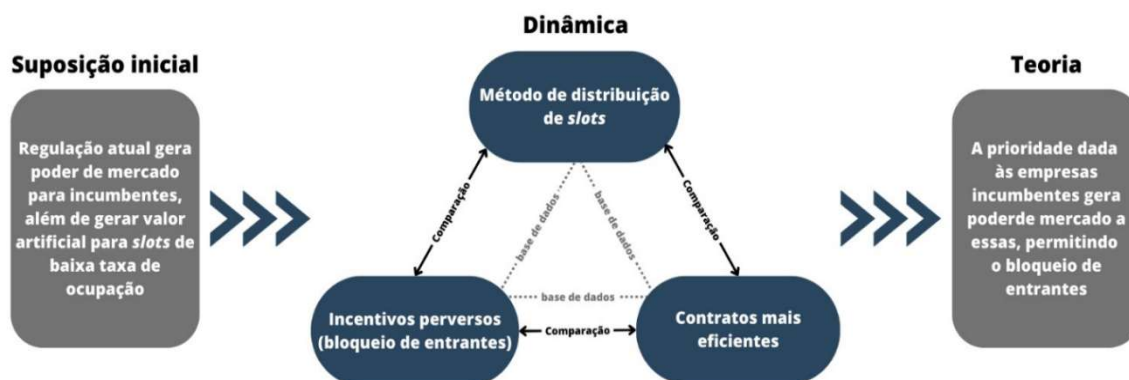 Suposição inicial
Regulação atual gera
poder de mercado
para incumbentes,
além de gerar valor
artificial para slots de
baixa taxa de
ocupação
Dinâmica
Método de distribuição
de slots
Comparação
base de dados
base de dados
Comparação
base de dados
Incentivos perversos
(bloqueio de entrantes)
Comparação
Contratos mais
eficientes
Teoria
A prioridade dada
às empresas
incumbentes gera
poderde mercado a
essas, permitindo
o bloqueio de
entrantes